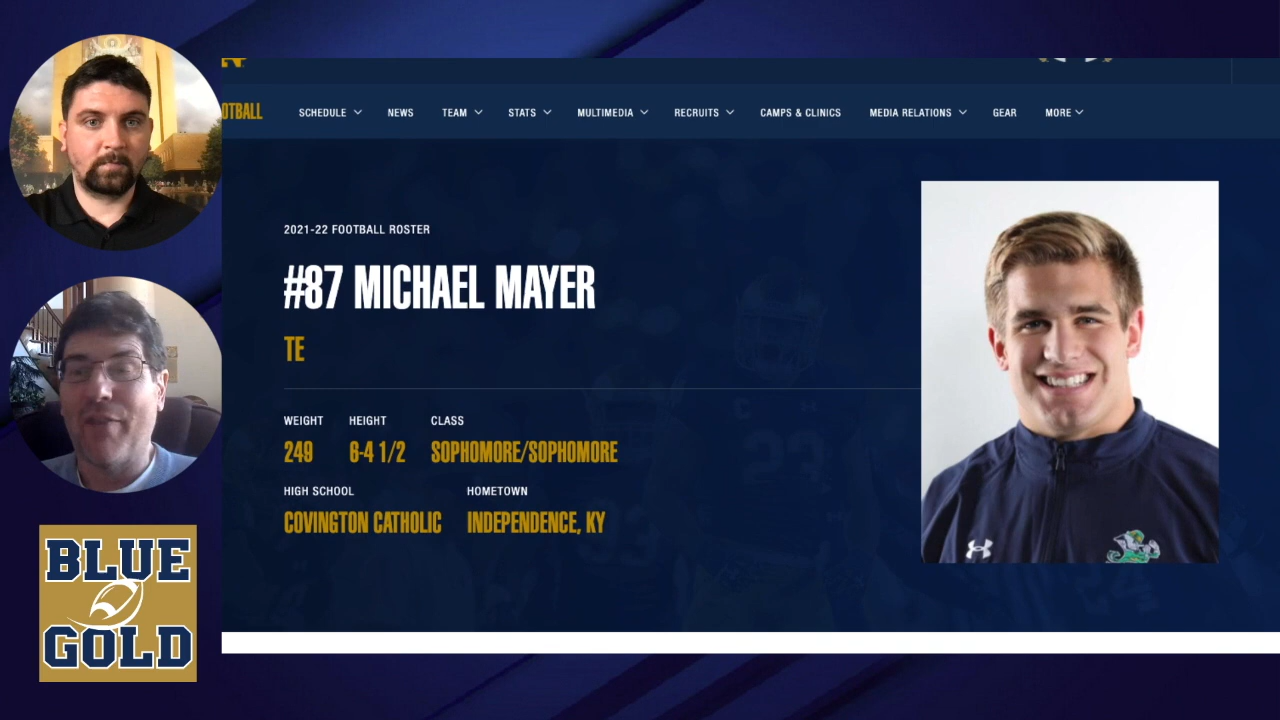 OTBALL SCHEDULE NEWS TEAM STATS MULTIMEDIA RECRUITS CAMPS & CLINICS MEDIA RELATIONS GEAR MORE
2021-22 FOOTBALL ROSTER
#87 MICHAEL MAYER
TE
WEIGHT HEIGHT CLASS
249 6-4 1/2 SOPHOMORE/SOPHOMORE
HIGH SCHOOL HOMETOWN
COVINGTON CATHOLIC INDEPENDENCE, KY
BLUE
GOLD